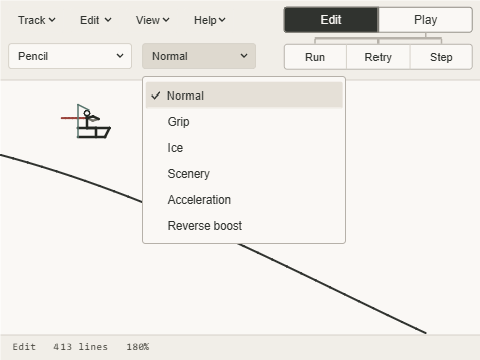 Track Edit View Help Edit Play
Pencil Normal Run Retry Step
Normal
Grip
Ice
Scenery
Acceleration
Reverse boost
Edit 413 lines 180%